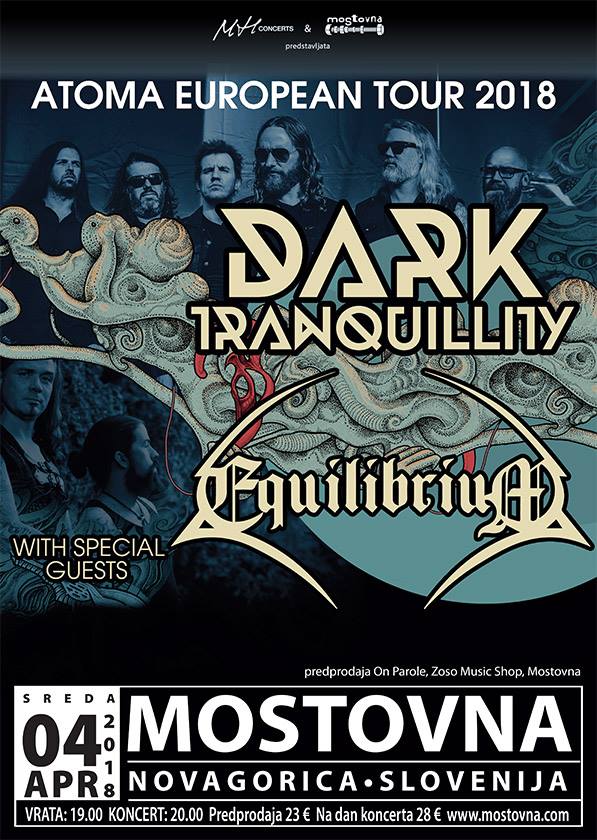 MH CONCERTS & mostovna
predstavljata
ATOMA EUROPEAN TOUR 2018
DARK
TRANQUILLITY
Equilibrium
WITH SPECIAL
GUESTS
predprodaja On Parole, Zoso Music Shop, Mostovna
SREDA
04
APR
2018
MOSTOVNA
NOVAGORICA•SLOVENIJA
VRATA: 19.00 KONCERT: 20.00 Predprodaja 23 € Na dan koncerta 28 € www.mostovna.com